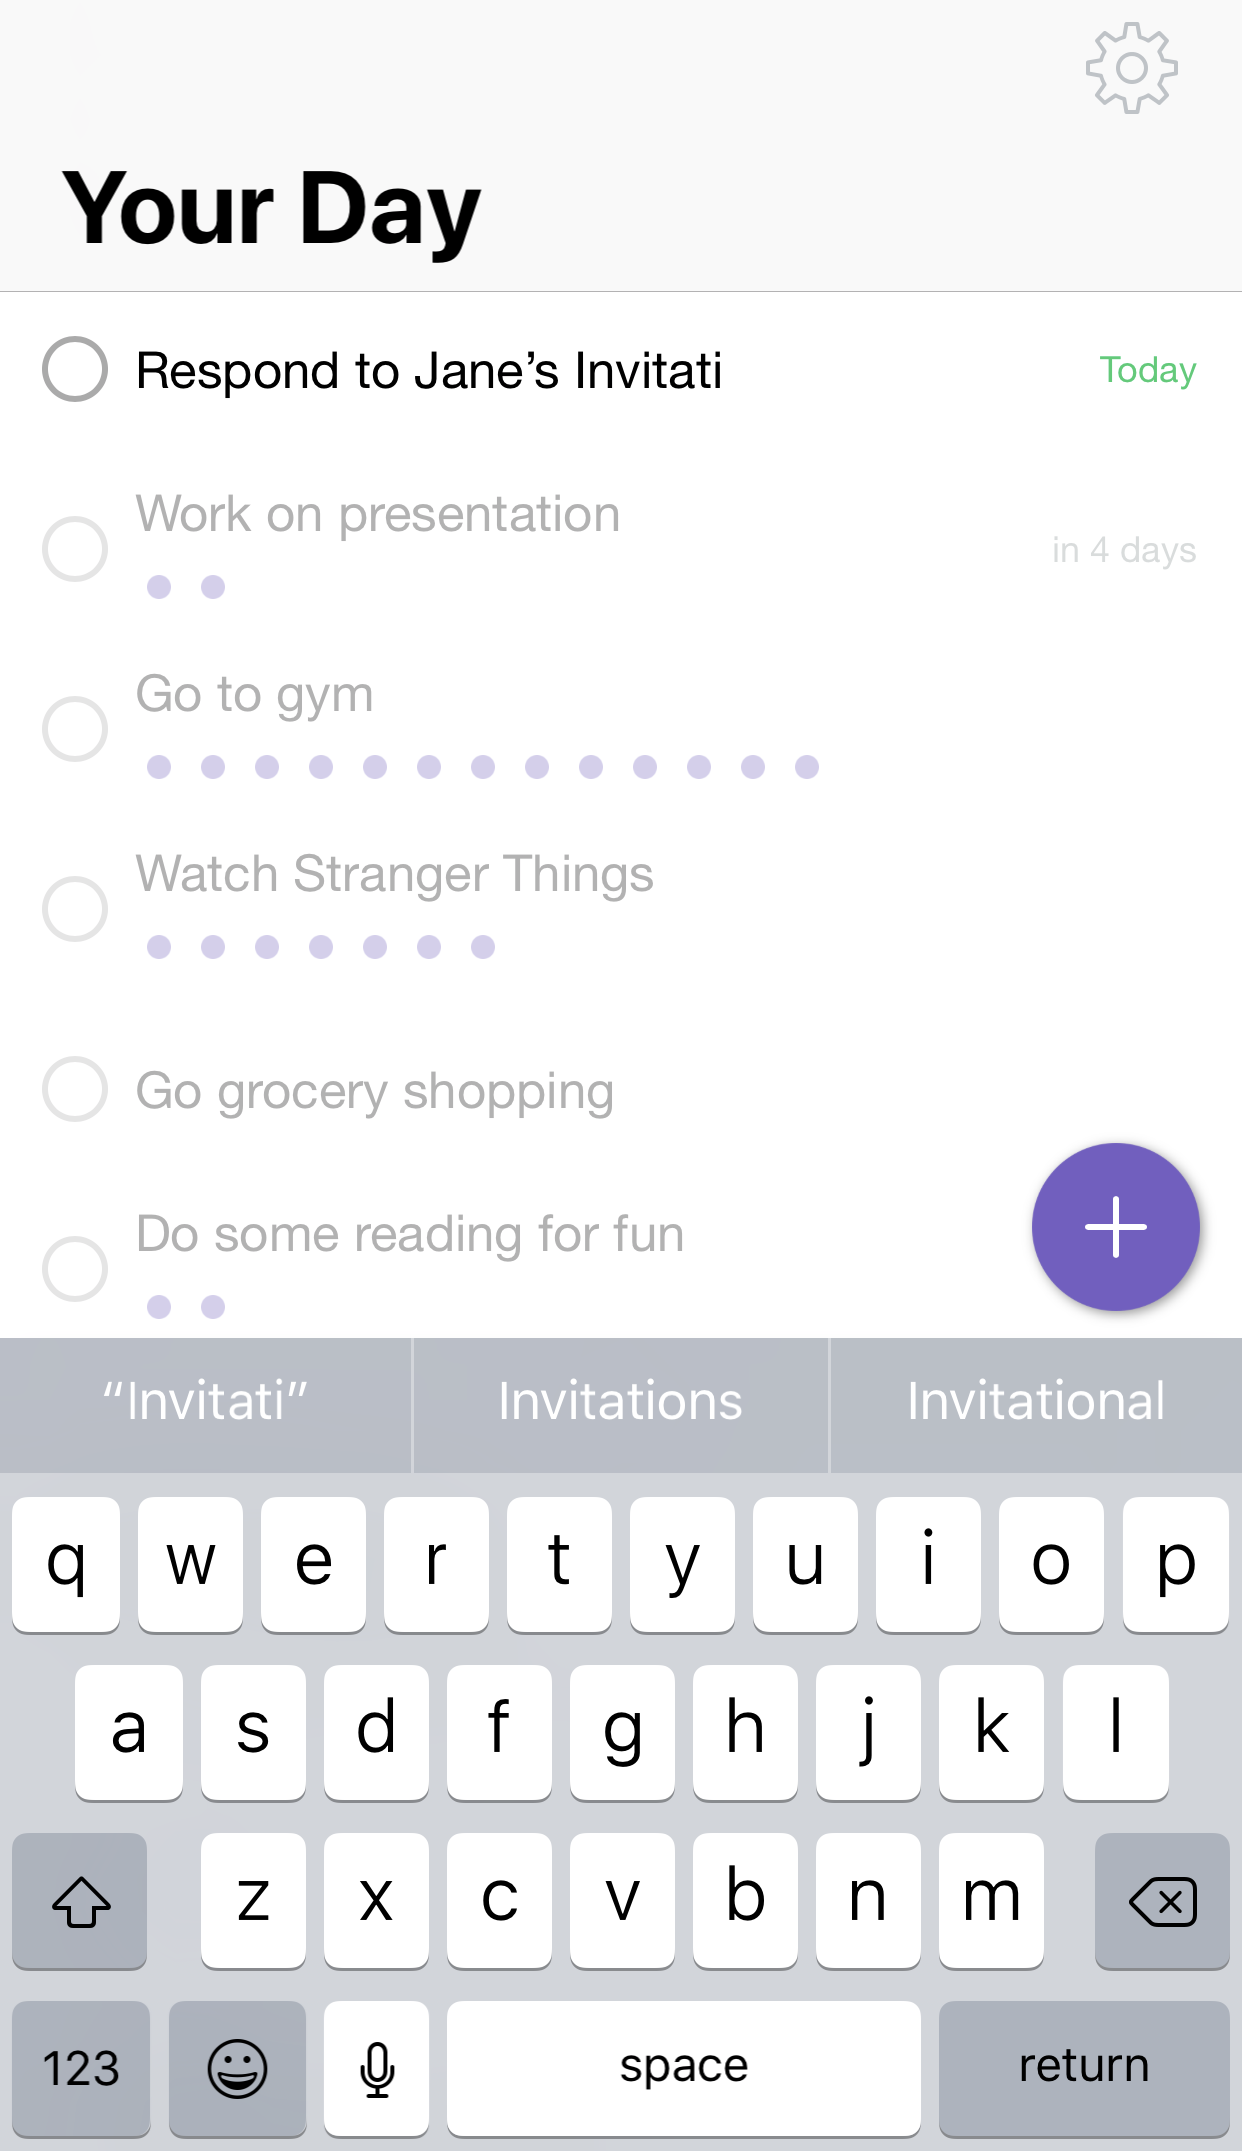 Your Day
Respond to Jane’s Invitati Today
Work on presentation
in 4 days
Go to gym
Watch Stranger Things
Go grocery shopping
Do some reading for fun
“Invitati” Invitations Invitational
q w e r t y u i o p
a s d f g h j k l
z x c v b n m
123 space return